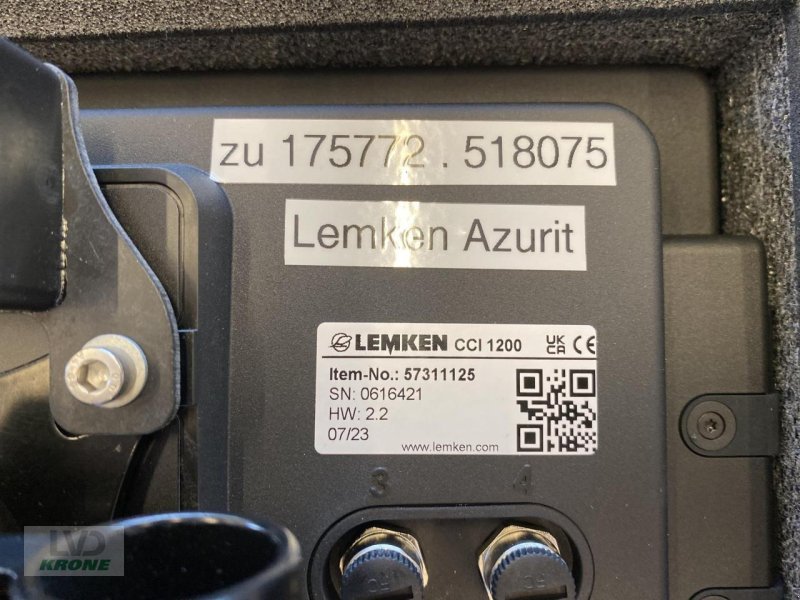 zu 175772 . 518075
Lemken Azurit
LEMKEN CCI 1200 UK CA CE
Item-No.: 57311125
SN: 0616421
HW: 2.2
07/23
www.lemken.com
3 4
LVD
KRONE